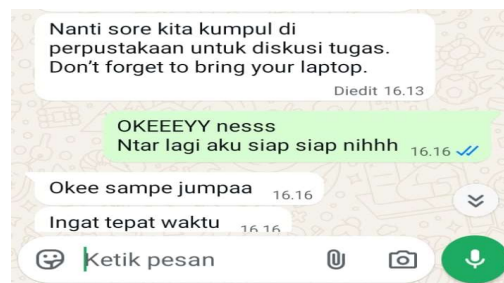 Nanti sore kita kumpul di
perpustakaan untuk diskusi tugas.
Don't forget to bring your laptop.
Diedit 16.13
OKEEEYY nesss
Ntar lagi aku siap siap nihhh 16.16
Okee sampe jumpaa 16.16
Ingat tepat waktu 16.16
Ketik pesan